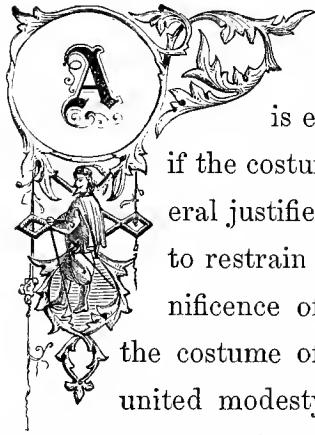 A
is e
if the costu
eral justifie
to restrain
nificence o
the costume o
united modesty